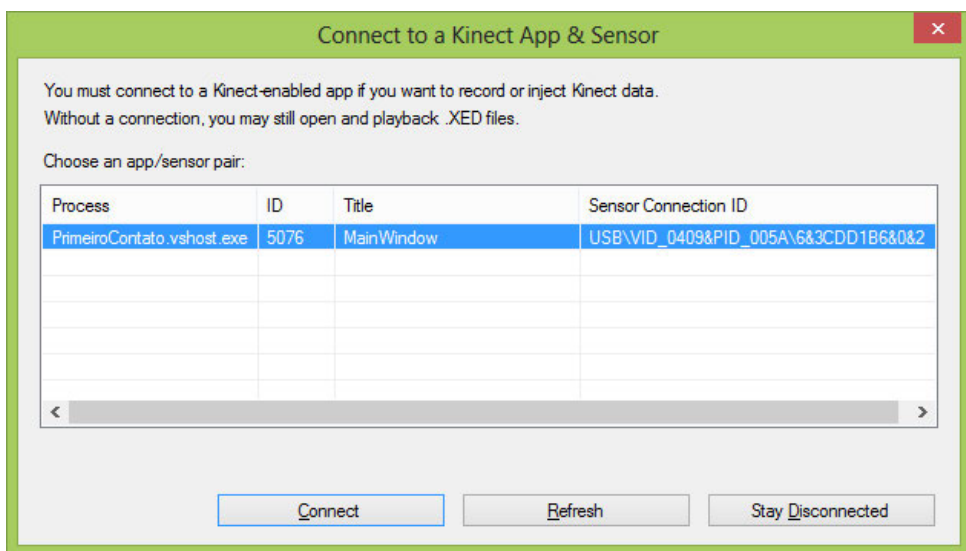 Connect to a Kinect App & Sensor
You must connect to a Kinect-enabled app if you want to record or inject Kinect data.
Without a connection, you may still open and playback .XED files.
Choose an app/sensor pair:
Process ID Title Sensor Connection ID
PrimeiroContato.vshost.exe 5076 MainWindow USB\VID_0409&PID_005A\6&3CDD1B6&0&2
Connect Refresh Stay Disconnected